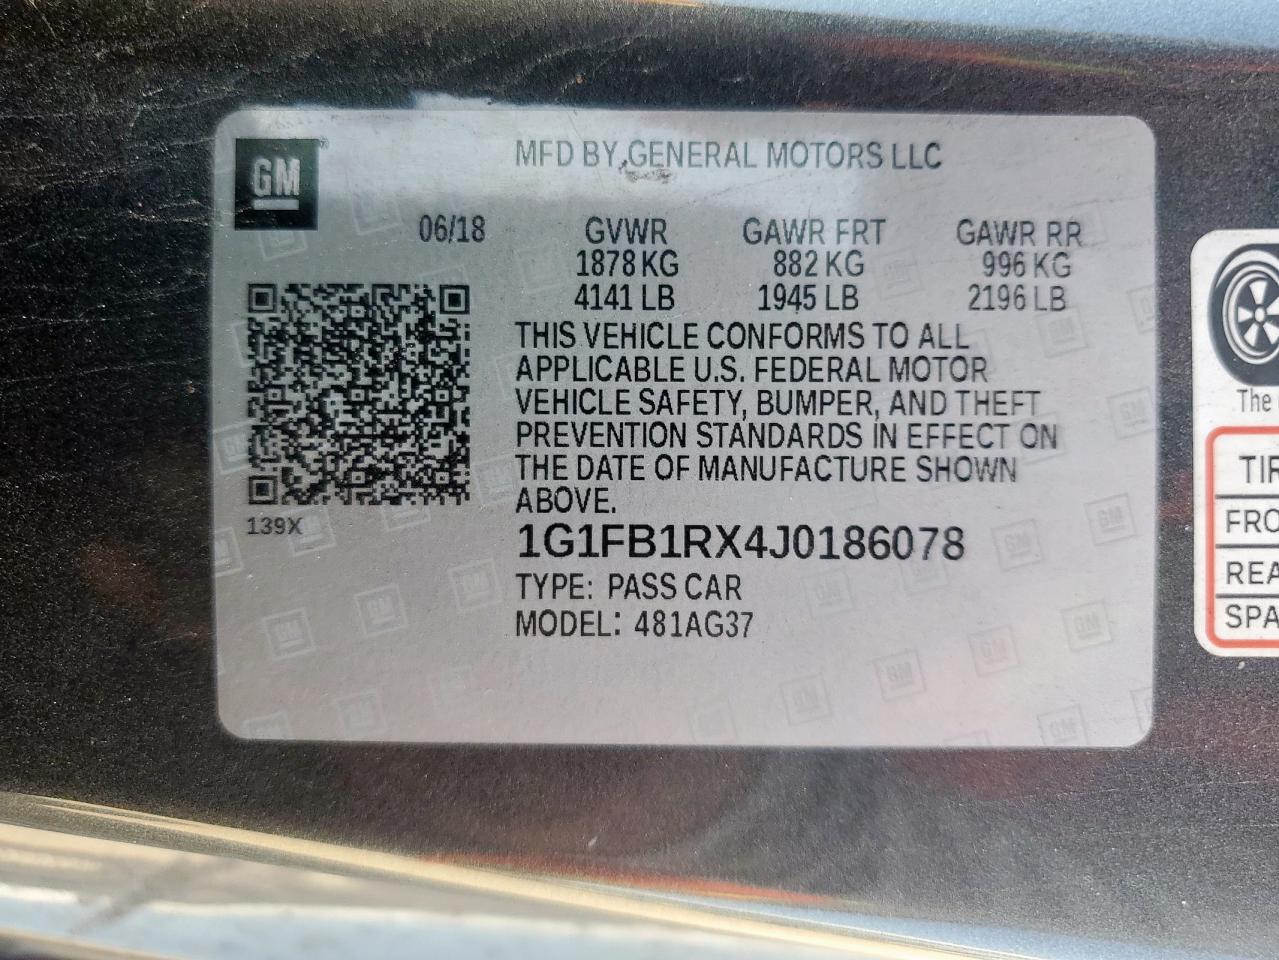 GM
MFD BY GENERAL MOTORS LLC
06/18 GVWR GAWR FRT GAWR RR
1878 KG 882 KG 996 KG
4141 LB 1945 LB 2196 LB
THIS VEHICLE CONFORMS TO ALL
APPLICABLE U.S. FEDERAL MOTOR
VEHICLE SAFETY, BUMPER, AND THEFT
PREVENTION STANDARDS IN EFFECT ON
THE DATE OF MANUFACTURE SHOWN
ABOVE.
139X
1G1FB1RX4J0186078
TYPE: PASS CAR
MODEL: 481AG37
The